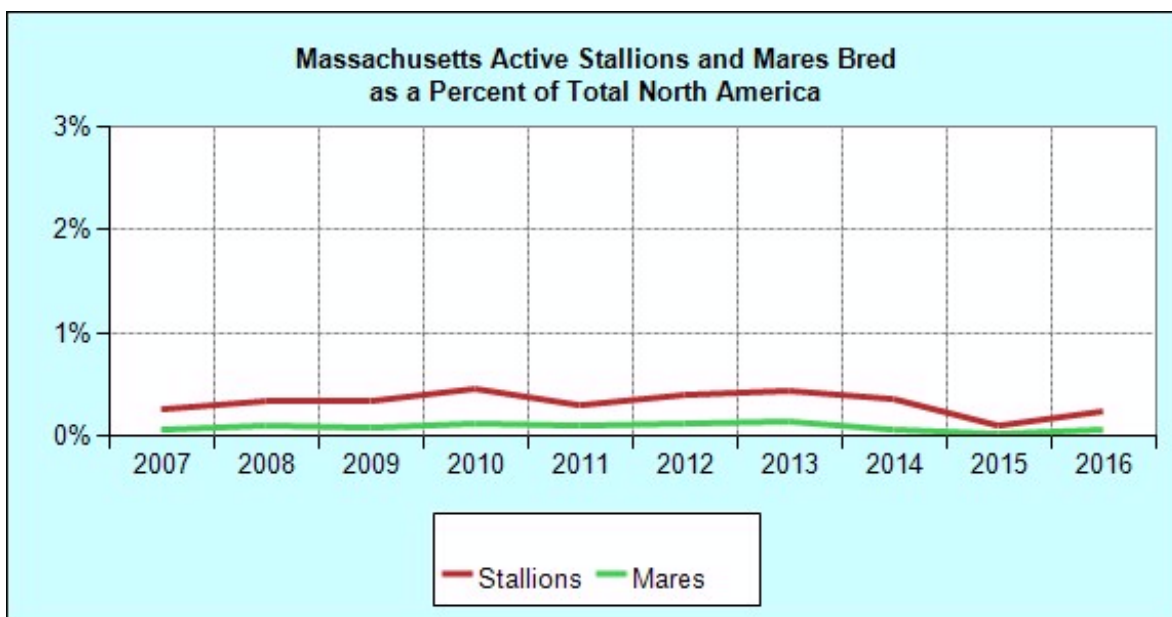 Massachusetts Active Stallions and Mares Bred
as a Percent of Total North America
3%
2%
1%
0%
2007 2008 2009 2010 2011 2012 2013 2014 2015 2016
Stallions Mares